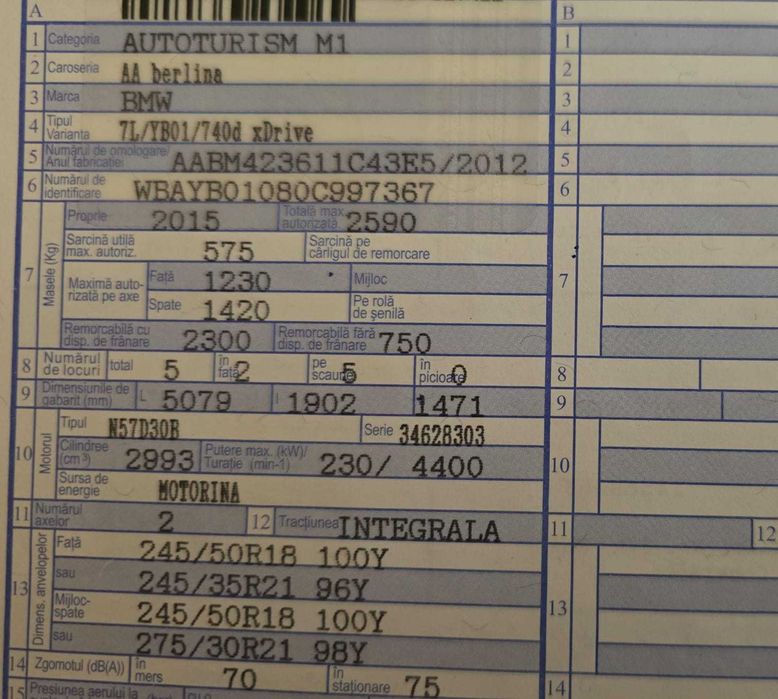 A B
1 Categoria AUTOTURISM M1 1
2 Caroseria AA berlina 2
3 Marca BMW 3
4 Tipul Varianta 7L/YB01/740d xDrive 4
5 Numărul de omologare/ Anul fabricației AABM423611C43E5/2012 5
6 Numărul de identificare WBAYB01080C997367 6
7 Masele (Kg) Proprie 2015 Totală max. autorizată 2590 7
Sarcină utilă max. autoriz. 575 Sarcină pe cârligul de remorcare
Maximă autorizată pe axe Față 1230 Mijloc
Spate 1420 Pe rolă de șenilă
Remorcabilă cu disp. de frânare 2300 Remorcabilă fără disp. de frânare 750
8 Numărul de locuri total 5 în față 2 pe scaune 5 în picioare 0 8
9 Dimensiunile de gabarit (mm) L 5079 l 1902 1471 9
10 Motorul Tipul N57D30B Serie 34628303 10
Cilindree (cm³) 2993 Putere max. (kW)/ Turație (min-1) 230/ 4400
Sursa de energie MOTORINA
11 Numărul axelor 2 12 Tracțiunea INTEGRALA 11 12
13 Dimens. anvelopelor Față 245/50R18 100Y 13
sau 245/35R21 96Y
Mijloc-spate 245/50R18 100Y
sau 275/30R21 98Y
14 Zgomotul (dB(A)) în mers 70 în staționare 75 14
15 Presiunea aerului la